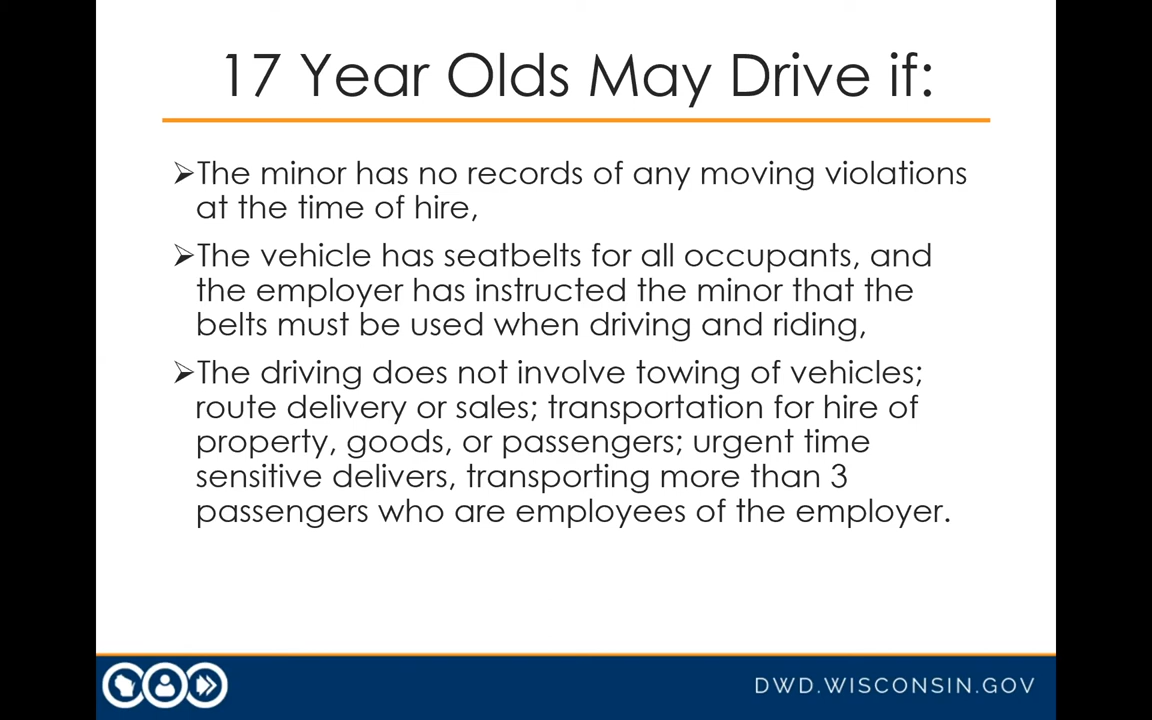 17 Year Olds May Drive if:
➢The minor has no records of any moving violations
at the time of hire,
➢The vehicle has seatbelts for all occupants, and
the employer has instructed the minor that the
belts must be used when driving and riding,
➢The driving does not involve towing of vehicles;
route delivery or sales; transportation for hire of
property, goods, or passengers; urgent time
sensitive delivers, transporting more than 3
passengers who are employees of the employer.
DWD.WISCONSIN.GOV